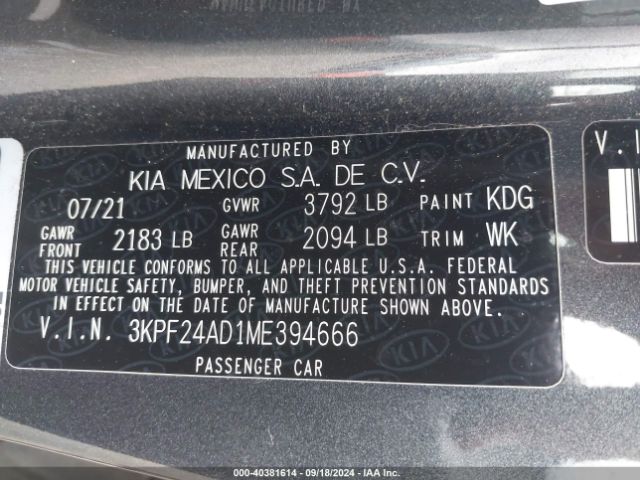 MANUFACTURED BY
KIA MEXICO S.A. DE C.V.
07/21 GVWR 3792 LB PAINT KDG
GAWR FRONT 2183 LB GAWR REAR 2094 LB TRIM WK
THIS VEHICLE CONFORMS TO ALL APPLICABLE U.S.A. FEDERAL
MOTOR VEHICLE SAFETY, BUMPER, AND THEFT PREVENTION STANDARDS
IN EFFECT ON THE DATE OF MANUFACTURE SHOWN ABOVE.
V.I.N. 3KPF24AD1ME394666
PASSENGER CAR
V.I
000-40381614 - 09/18/2024 - IAA Inc.